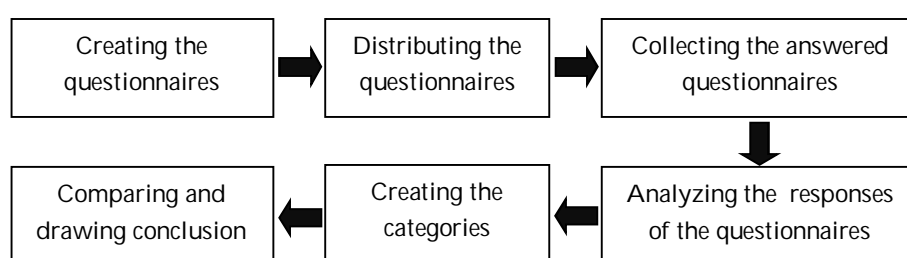 Creating the
questionnaires
Distributing the
questionnaires
Collecting the answered
questionnaires
Analyzing the responses
of the questionnaires
Creating the
categories
Comparing and
drawing conclusion